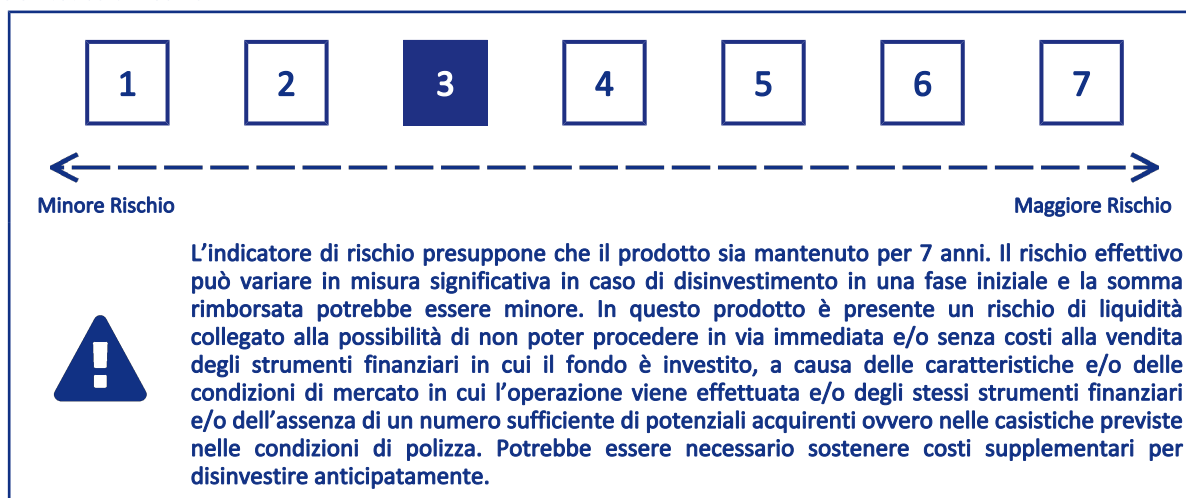 1 2 3 4 5 6 7
Minore Rischio Maggiore Rischio
L'indicatore di rischio presuppone che il prodotto sia mantenuto per 7 anni. Il rischio effettivo
può variare in misura significativa in caso di disinvestimento in una fase iniziale e la somma
rimborsata potrebbe essere minore. In questo prodotto è presente un rischio di liquidità
collegato alla possibilità di non poter procedere in via immediata e/o senza costi alla vendita
degli strumenti finanziari in cui il fondo è investito, a causa delle caratteristiche e/o delle
condizioni di mercato in cui l'operazione viene effettuata e/o degli stessi strumenti finanziari
e/o dell'assenza di un numero sufficiente di potenziali acquirenti ovvero nelle casistiche previste
nelle condizioni di polizza. Potrebbe essere necessario sostenere costi supplementari per
disinvestire anticipatamente.